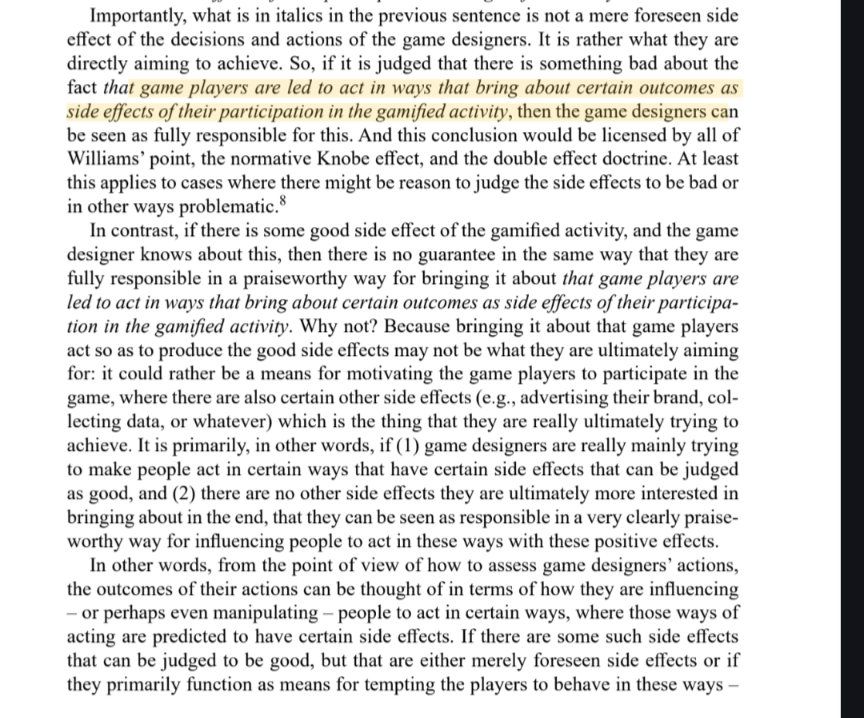 Importantly, what is in italics in the previous sentence is not a mere foreseen side
effect of the decisions and actions of the game designers. It is rather what they are
directly aiming to achieve. So, if it is judged that there is something bad about the
fact that game players are led to act in ways that bring about certain outcomes as
side effects of their participation in the gamified activity, then the game designers can
be seen as fully responsible for this. And this conclusion would be licensed by all of
Williams’ point, the normative Knobe effect, and the double effect doctrine. At least
this applies to cases where there might be reason to judge the side effects to be bad or
in other ways problematic.⁸
In contrast, if there is some good side effect of the gamified activity, and the game
designer knows about this, then there is no guarantee in the same way that they are
fully responsible in a praiseworthy way for bringing it about that game players are
led to act in ways that bring about certain outcomes as side effects of their participa-
tion in the gamified activity. Why not? Because bringing it about that game players
act so as to produce the good side effects may not be what they are ultimately aiming
for: it could rather be a means for motivating the game players to participate in the
game, where there are also certain other side effects (e.g., advertising their brand, col-
lecting data, or whatever) which is the thing that they are really ultimately trying to
achieve. It is primarily, in other words, if (1) game designers are really mainly trying
to make people act in certain ways that have certain side effects that can be judged
as good, and (2) there are no other side effects they are ultimately more interested in
bringing about in the end, that they can be seen as responsible in a very clearly praise-
worthy way for influencing people to act in these ways with these positive effects.
In other words, from the point of view of how to assess game designers’ actions,
the outcomes of their actions can be thought of in terms of how they are influencing
– or perhaps even manipulating – people to act in certain ways, where those ways of
acting are predicted to have certain side effects. If there are some such side effects
that can be judged to be good, but that are either merely foreseen side effects or if
they primarily function as means for tempting the players to behave in these ways –